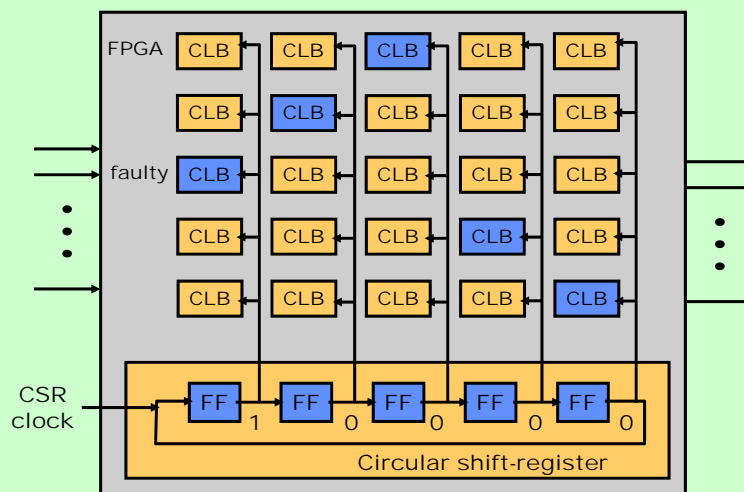 FPGA CLB CLB CLB CLB CLB
CLB CLB CLB CLB CLB
faulty CLB CLB CLB CLB CLB
CLB CLB CLB CLB CLB
CLB CLB CLB CLB CLB
CSR
clock
FF FF FF FF FF
1 0 0 0 0
Circular shift-register